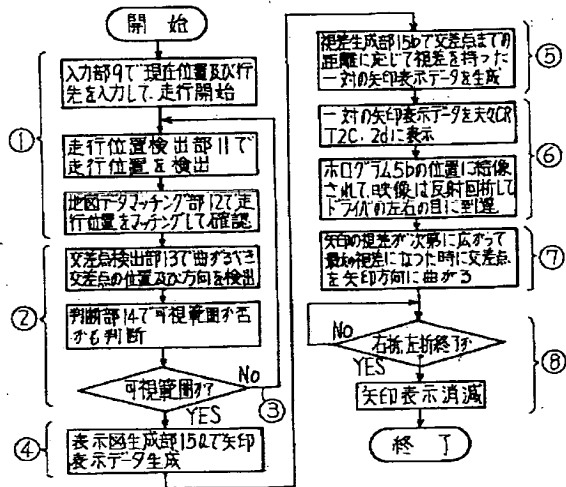 開始
入力部9で現在位置及び行
先を入力して、走行開始
走行位置検出部11で
走行位置を検出
①
地図データマッチング部12で走
行位置をマッチングして確認
交差点検出部13で曲がるべき
交差点の位置及び方向を検出
②
判断部14で可視範囲か否
かを判断
可視範囲か?
No
③
YES
④
表示図生成部15aで矢印
表示データ生成
視差生成部15bで交差点までの
距離に応じて視差を持った
一対の矢印表示データを生成
⑤
一対の矢印表示データを夫々CR
T2c, 2dに表示
⑥
ホログラム5bの位置に結像
されて、映像は反射回折して
ドライバの左右の目に到達
矢印の視差が次第に広がって
視差になった時に交差点
を矢印方向に曲がる
⑦
No
右折,左折終了か
YES
⑧
矢印表示消滅
終了